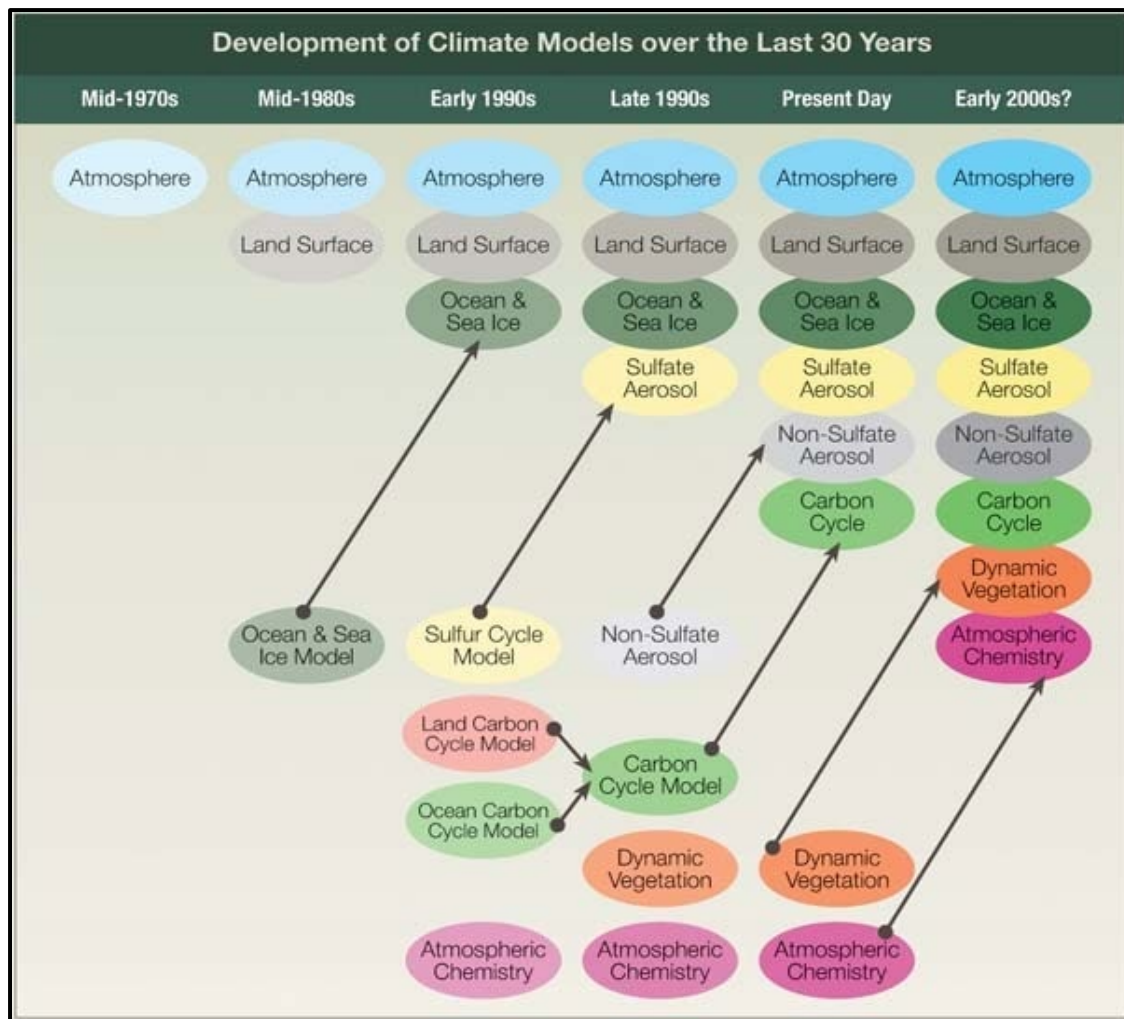 Development of Climate Models over the Last 30 Years
Mid-1970s Mid-1980s Early 1990s Late 1990s Present Day Early 2000s?
Atmosphere Atmosphere Atmosphere Atmosphere Atmosphere Atmosphere
Land Surface Land Surface Land Surface Land Surface Land Surface
Ocean & Ocean & Ocean & Ocean &
Sea Ice Sea Ice Sea Ice Sea Ice
Sulfate Sulfate Sulfate
Aerosol Aerosol Aerosol
Non-Sulfate Non-Sulfate
Aerosol Aerosol
Carbon Carbon
Cycle Cycle
Dynamic
Vegetation
Ocean & Sea Sulfur Cycle Non-Sulfate Atmospheric
Ice Model Model Aerosol Chemistry
Land Carbon
Cycle Model
Carbon
Cycle Model
Ocean Carbon
Cycle Model
Dynamic Dynamic
Vegetation Vegetation
Atmospheric Atmospheric Atmospheric
Chemistry Chemistry Chemistry